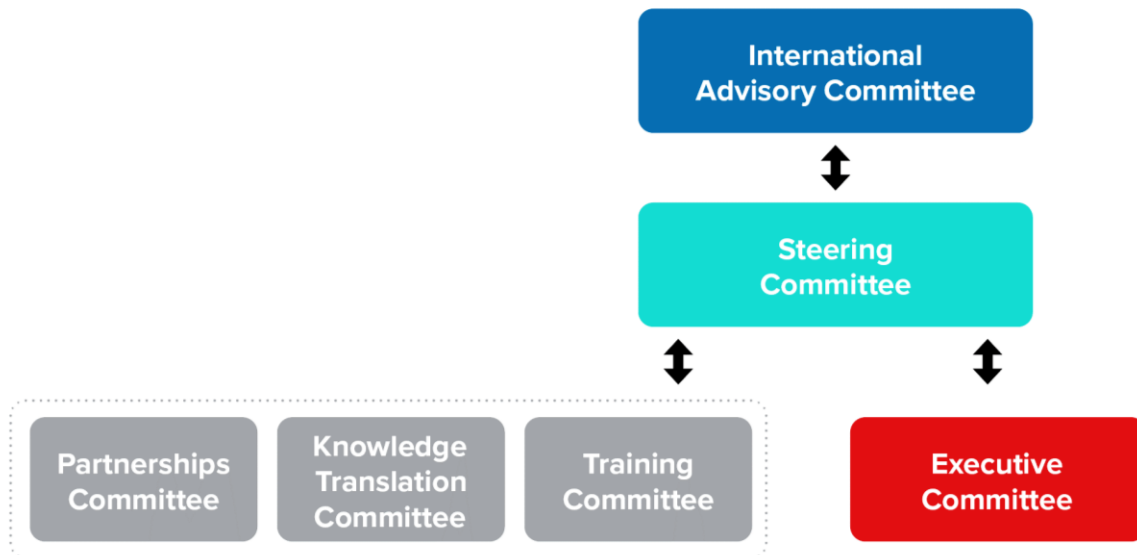 International
Advisory Committee
Steering
Committee
Partnerships
Committee
Knowledge
Translation
Committee
Training
Committee
Executive
Committee